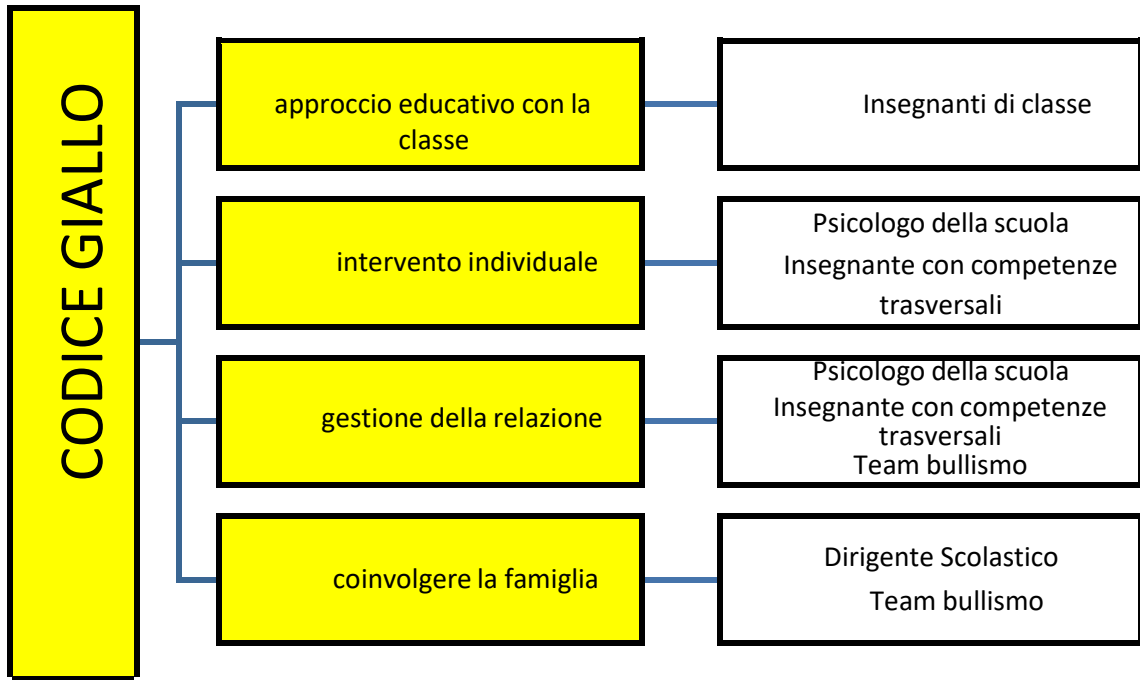 CODICE GIALLO
approccio educativo con la
classe
Insegnanti di classe
intervento individuale
Psicologo della scuola
Insegnante con competenze
trasversali
gestione della relazione
Psicologo della scuola
Insegnante con competenze
trasversali
Team bullismo
coinvolgere la famiglia
Dirigente Scolastico
Team bullismo